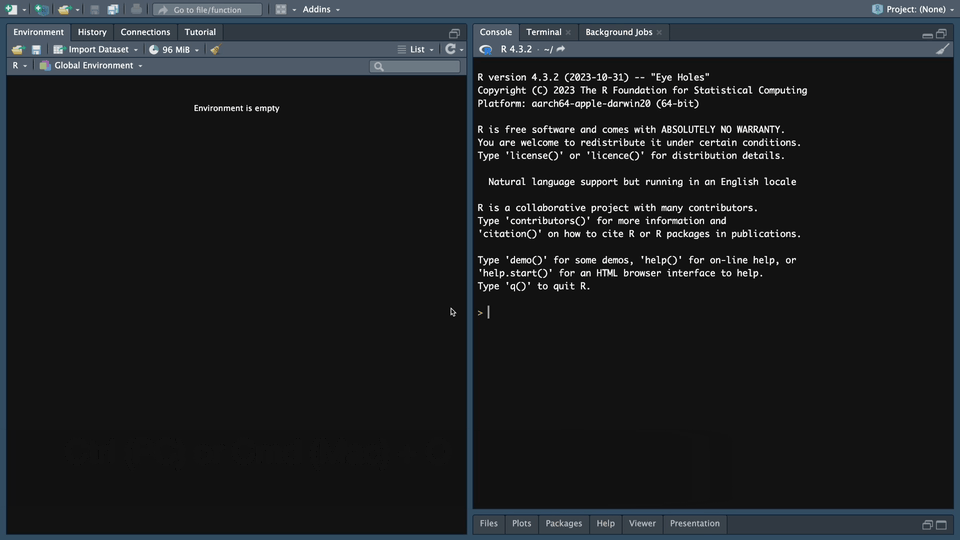 Go to file/function
Addins
Project: (None)
Environment
History
Connections
Tutorial
Import Dataset
96 MiB
List
R
Global Environment
Environment is empty
Console
Terminal
Background Jobs
R 4.3.2 · ~/
R version 4.3.2 (2023-10-31) -- "Eye Holes"
Copyright (C) 2023 The R Foundation for Statistical Computing
Platform: aarch64-apple-darwin20 (64-bit)
R is free software and comes with ABSOLUTELY NO WARRANTY.
You are welcome to redistribute it under certain conditions.
Type 'license()' or 'licence()' for distribution details.
Natural language support but running in an English locale
R is a collaborative project with many contributors.
Type 'contributors()' for more information and
'citation()' on how to cite R or R packages in publications.
Type 'demo()' for some demos, 'help()' for on-line help, or
'help.start()' for an HTML browser interface to help.
Type 'q()' to quit R.
>
Files
Plots
Packages
Help
Viewer
Presentation